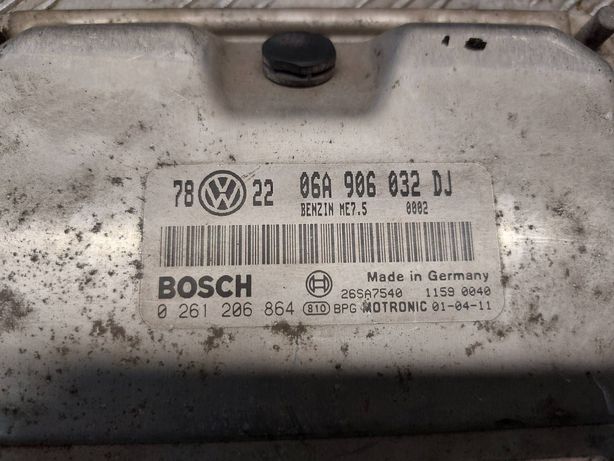 78 VW 22 06A 906 032 DJ
BENZIN ME7.5 0002
BOSCH Made in Germany
26SA7540 1159 0040
0 261 206 864 810 BPG MOTRONIC 01-04-11